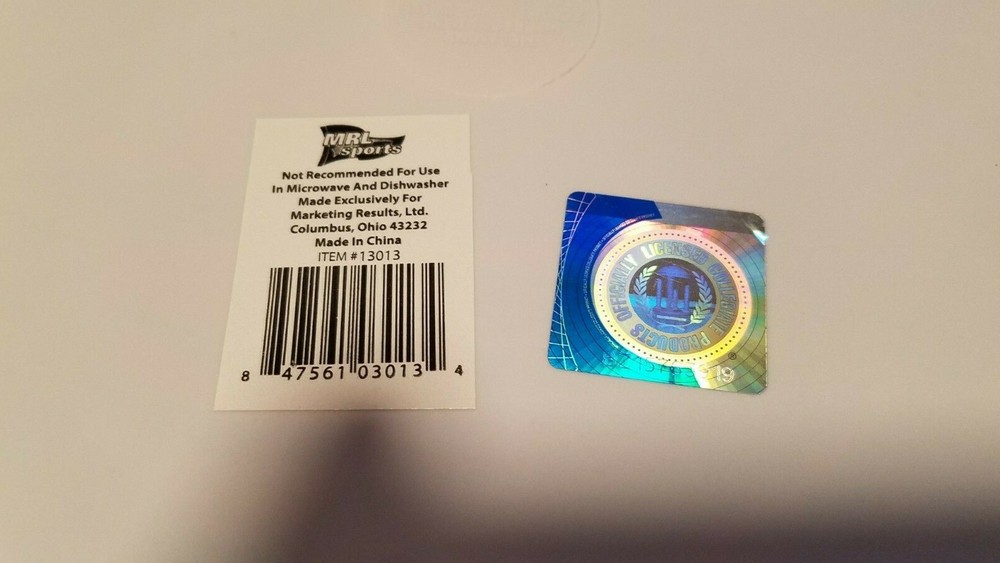 MRL
sports
Not Recommended For Use
In Microwave And Dishwasher
Made Exclusively For
Marketing Results, Ltd.
Columbus, Ohio 43232
Made In China
ITEM #13013
8 47561 03013 4
OFFICIALLY LICENSED COLLEGIATE PRODUCTS
®